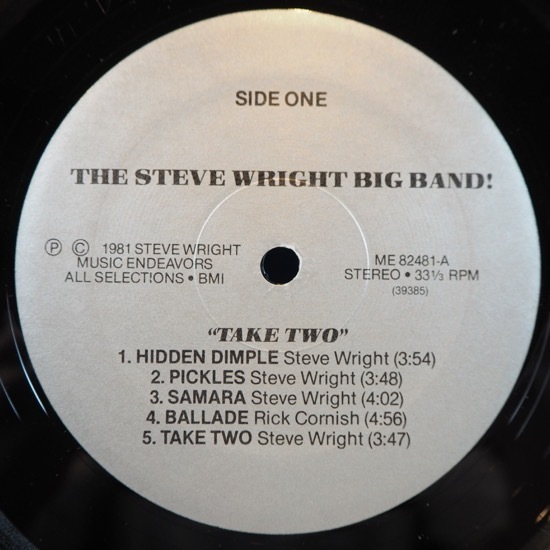 SIDE ONE
THE STEVE WRIGHT BIG BAND!
Ⓟ © 1981 STEVE WRIGHT
MUSIC ENDEAVORS
ALL SELECTIONS • BMI
ME 82481-A
STEREO • 33⅓ RPM
(39385)
"TAKE TWO"
1. HIDDEN DIMPLE Steve Wright (3:54)
2. PICKLES Steve Wright (3:48)
3. SAMARA Steve Wright (4:02)
4. BALLADE Rick Cornish (4:56)
5. TAKE TWO Steve Wright (3:47)